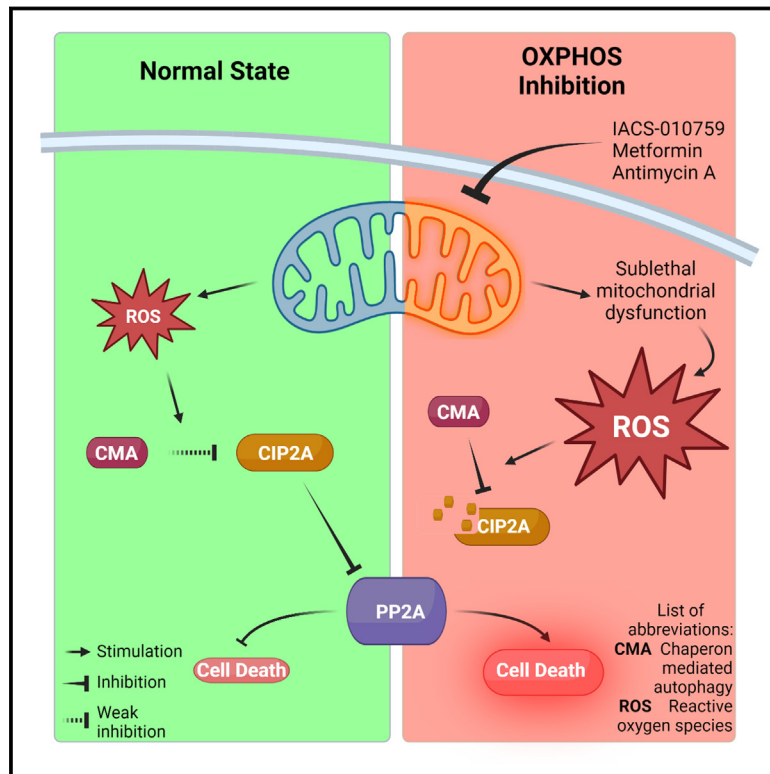 Normal State
OXPHOS
Inhibition
IACS-010759
Metformin
Antimycin A
ROS
Sublethal
mitochondrial
dysfunction
CMA
CIP2A
CMA
ROS
CIP2A
PP2A
Cell Death
Cell Death
Stimulation
Inhibition
Weak
inhibition
List of
abbreviations:
CMA Chaperon
mediated
autophagy
ROS Reactive
oxygen species